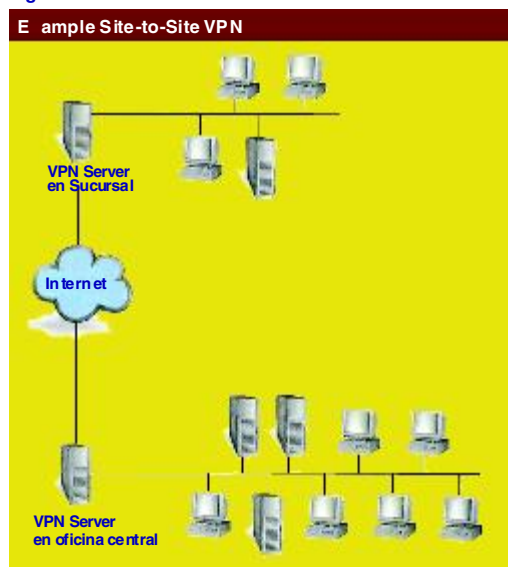 E ample Site-to-Site VPN
VPN Server
en Sucursal
Internet
VPN Server
en oficina central